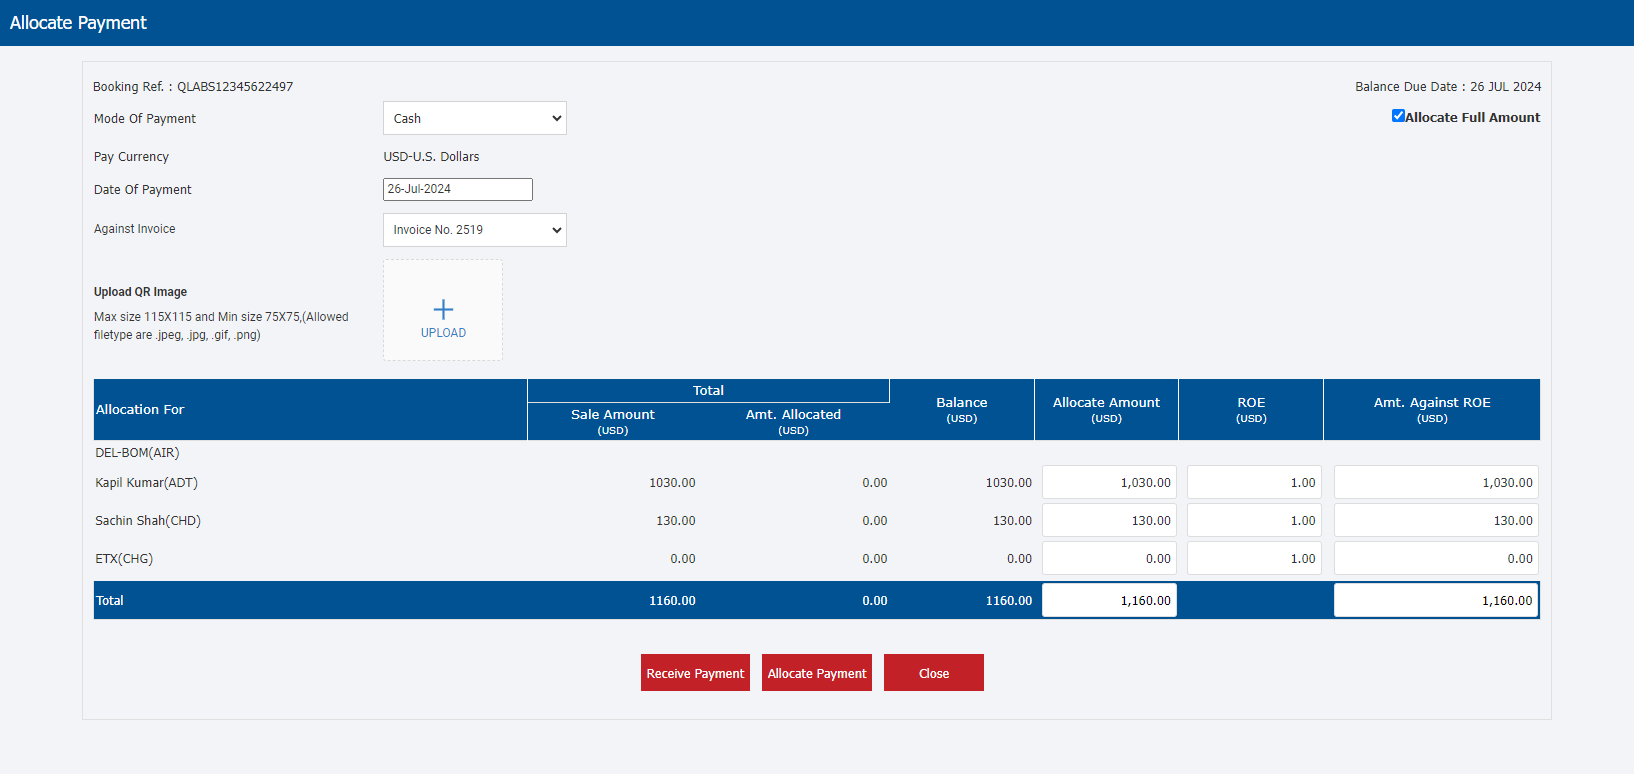 Allocate Payment
Booking Ref. : QLABS12345622497
Balance Due Date : 26 JUL 2024
Mode Of Payment
Cash
Allocate Full Amount
Pay Currency
USD-U.S. Dollars
Date Of Payment
26-Jul-2024
Against Invoice
Invoice No. 2519
Upload QR Image
Max size 115X115 and Min size 75X75,(Allowed
filetype are .jpeg, .jpg, .gif, .png)
UPLOAD
Allocation For
Total
Sale Amount
(USD)
Amt. Allocated
(USD)
Balance
(USD)
Allocate Amount
(USD)
ROE
(USD)
Amt. Against ROE
(USD)
DEL-BOM(AIR)
Kapil Kumar(ADT) 1030.00 0.00 1030.00 1,030.00 1.00 1,030.00
Sachin Shah(CHD) 130.00 0.00 130.00 130.00 1.00 130.00
ETX(CHG) 0.00 0.00 0.00 0.00 1.00 0.00
Total 1160.00 0.00 1160.00 1,160.00 1,160.00
Receive Payment
Allocate Payment
Close